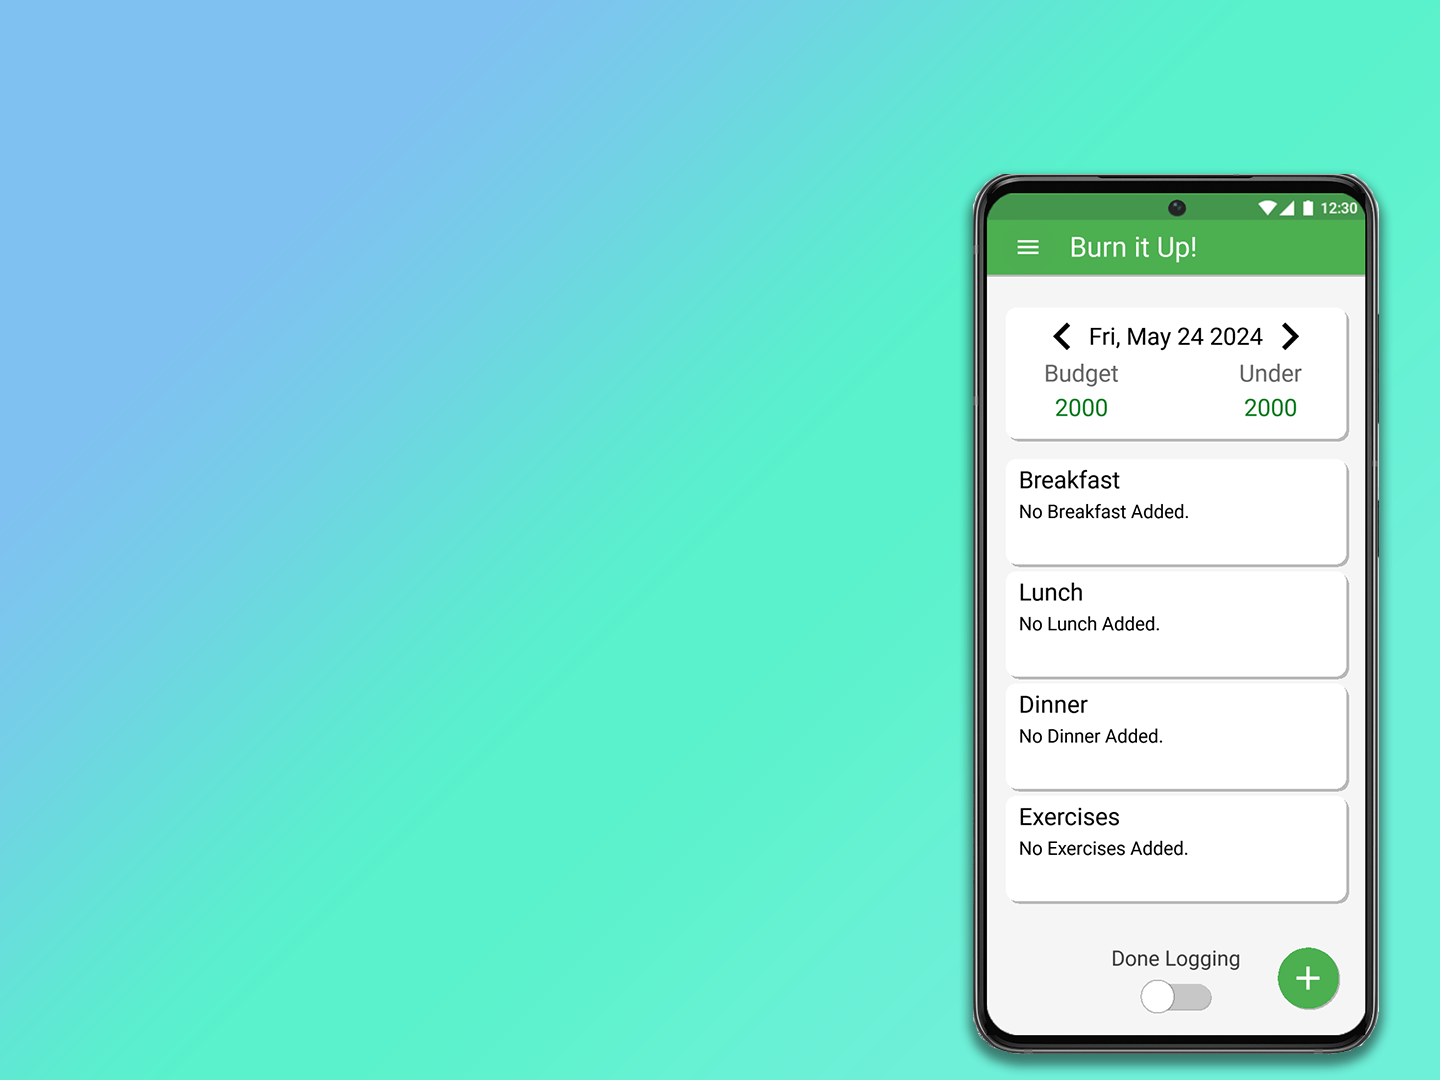 12:30
Burn it Up!
Fri, May 24 2024
Budget Under
2000 2000
Breakfast
No Breakfast Added.
Lunch
No Lunch Added.
Dinner
No Dinner Added.
Exercises
No Exercises Added.
Done Logging